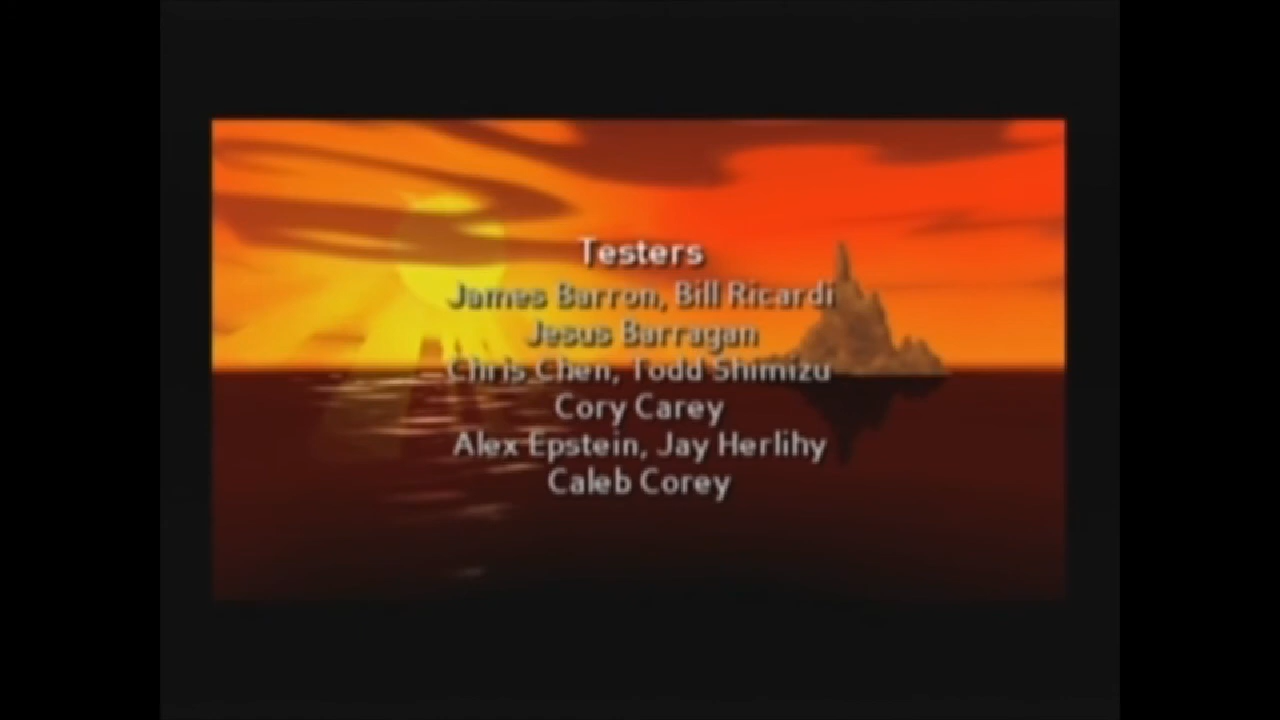 Testers
James Barron, Bill Ricardi
Jesus Barragan
Chris Chen, Todd Shimizu
Cory Carey
Alex Epstein, Jay Herlihy
Caleb Corey